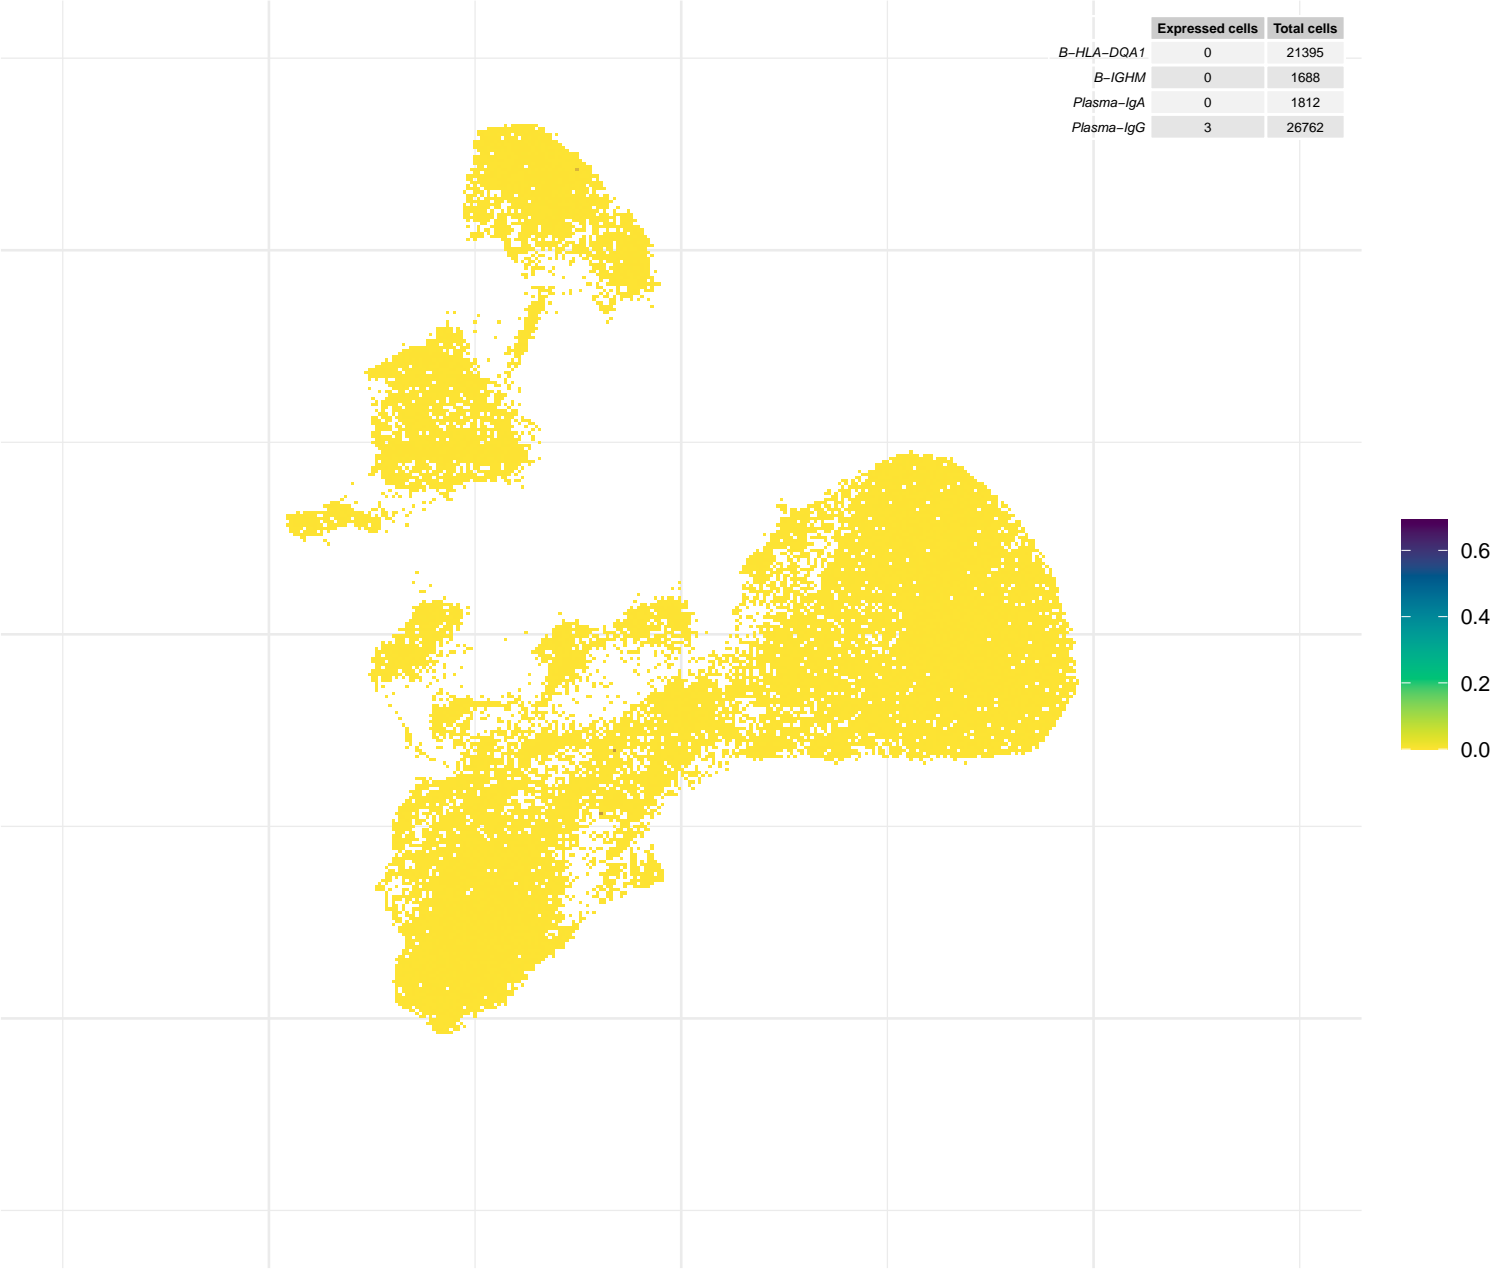 Expressed cells Total cells
B−HLA−DQA1 0 21395
B−IGHM 0 1688
Plasma−IgA 0 1812
Plasma−IgG 3 26762
0.6
0.4
0.2
0.0